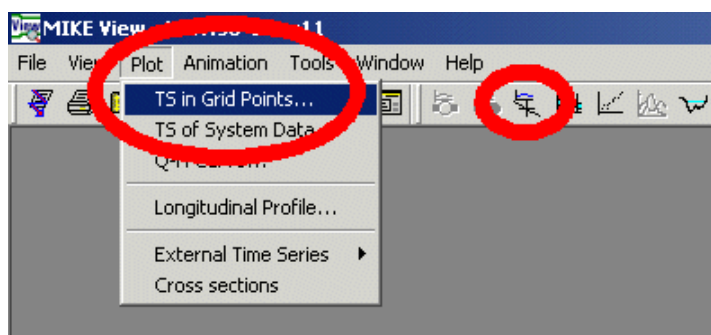 MIKE View
File View Plot Animation Tools Window Help
TS in Grid Points...
TS of System Data...
Longitudinal Profile...
External Time Series
Cross sections